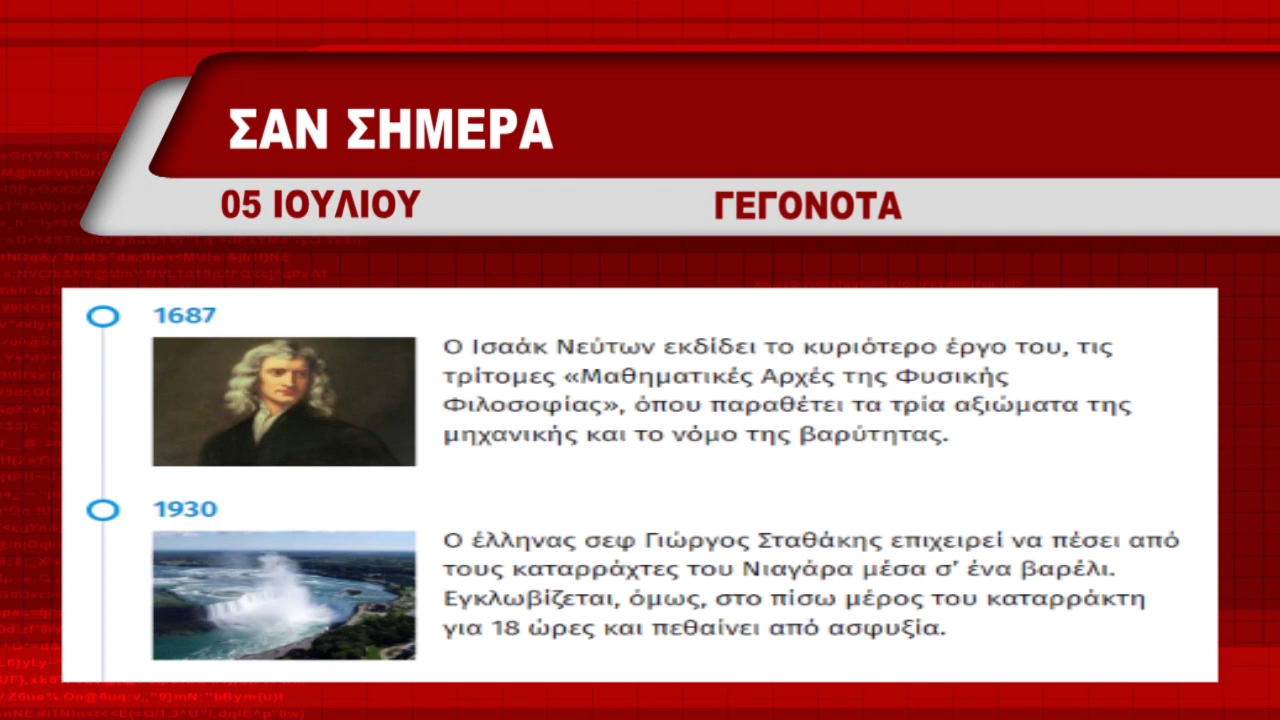 ΣΑΝ ΣΗΜΕΡΑ
05 ΙΟΥΛΙΟΥ
ΓΕΓΟΝΟΤΑ
1687
Ο Ισαάκ Νεύτων εκδίδει το κυριότερο έργο του, τις
τρίτομες «Μαθηματικές Αρχές της Φυσικής
Φιλοσοφίας», όπου παραθέτει τα τρία αξιώματα της
μηχανικής και το νόμο της βαρύτητας.
1930
Ο έλληνας σεφ Γιώργος Σταθάκης επιχειρεί να πέσει από
τους καταρράχτες του Νιαγάρα μέσα σ’ ένα βαρέλι.
Εγκλωβίζεται, όμως, στο πίσω μέρος του καταρράκτη
για 18 ώρες και πεθαίνει από ασφυξία.